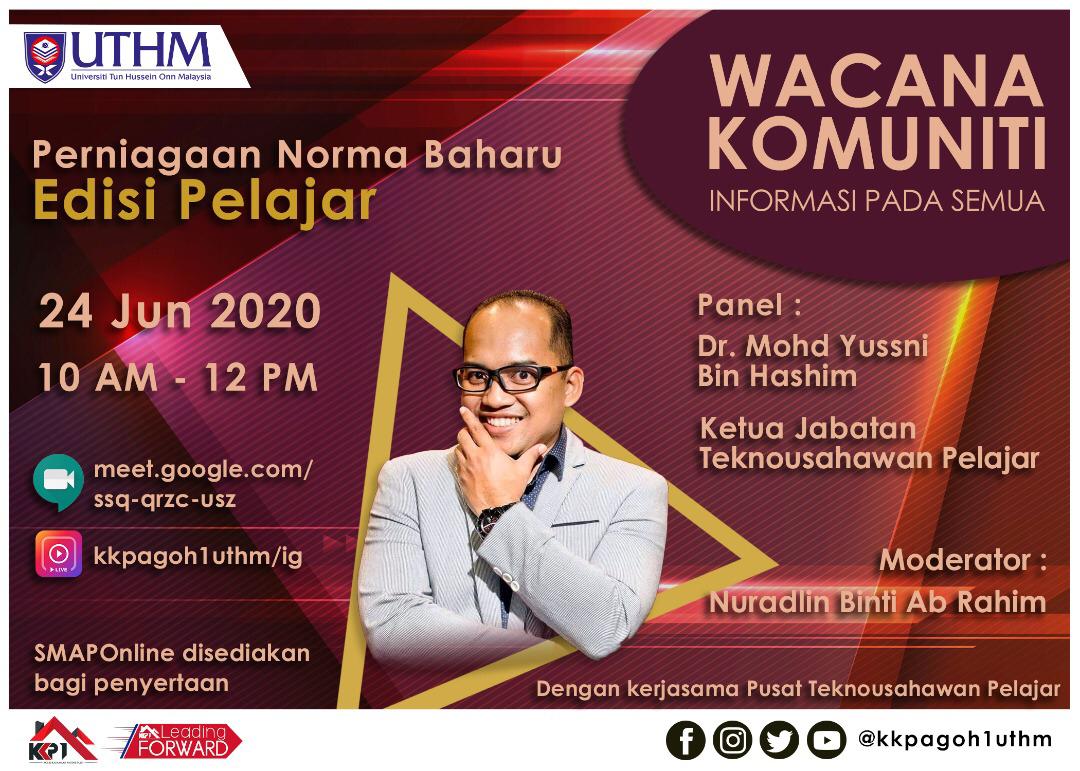 UTHM
Universiti Tun Hussein Onn Malaysia
WACANA
KOMUNITI
INFORMASI PADA SEMUA
Perniagaan Norma Baharu
Edisi Pelajar
24 Jun 2020
10 AM - 12 PM
meet.google.com/
ssq-qrzc-usz
LIVE
kkpagoh1uthm/ig
SMAPOnline disediakan
bagi penyertaan
Panel :
Dr. Mohd Yussni
Bin Hashim
Ketua Jabatan
Teknousahawan Pelajar
Moderator :
Nuradlin Binti Ab Rahim
Dengan kerjasama Pusat Teknousahawan Pelajar
KKP1
Leading
FORWARD
@kkpagoh1uthm